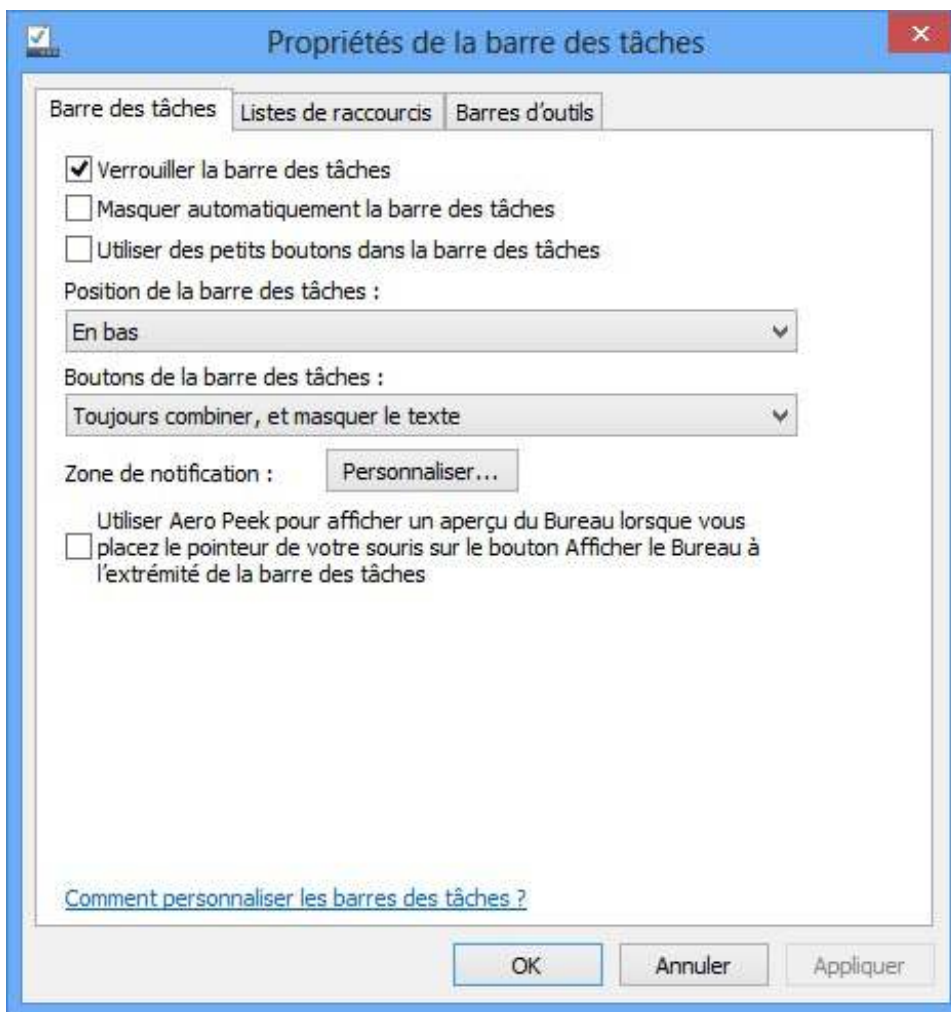 Propriétés de la barre des tâches
Barre des tâches
Listes de raccourcis
Barres d'outils
Verrouiller la barre des tâches
Masquer automatiquement la barre des tâches
Utiliser des petits boutons dans la barre des tâches
Position de la barre des tâches :
En bas
Boutons de la barre des tâches :
Toujours combiner, et masquer le texte
Zone de notification :
Personnaliser...
Utiliser Aero Peek pour afficher un aperçu du Bureau lorsque vous
placez le pointeur de votre souris sur le bouton Afficher le Bureau à
l'extrémité de la barre des tâches
Comment personnaliser les barres des tâches ?
OK
Annuler
Appliquer